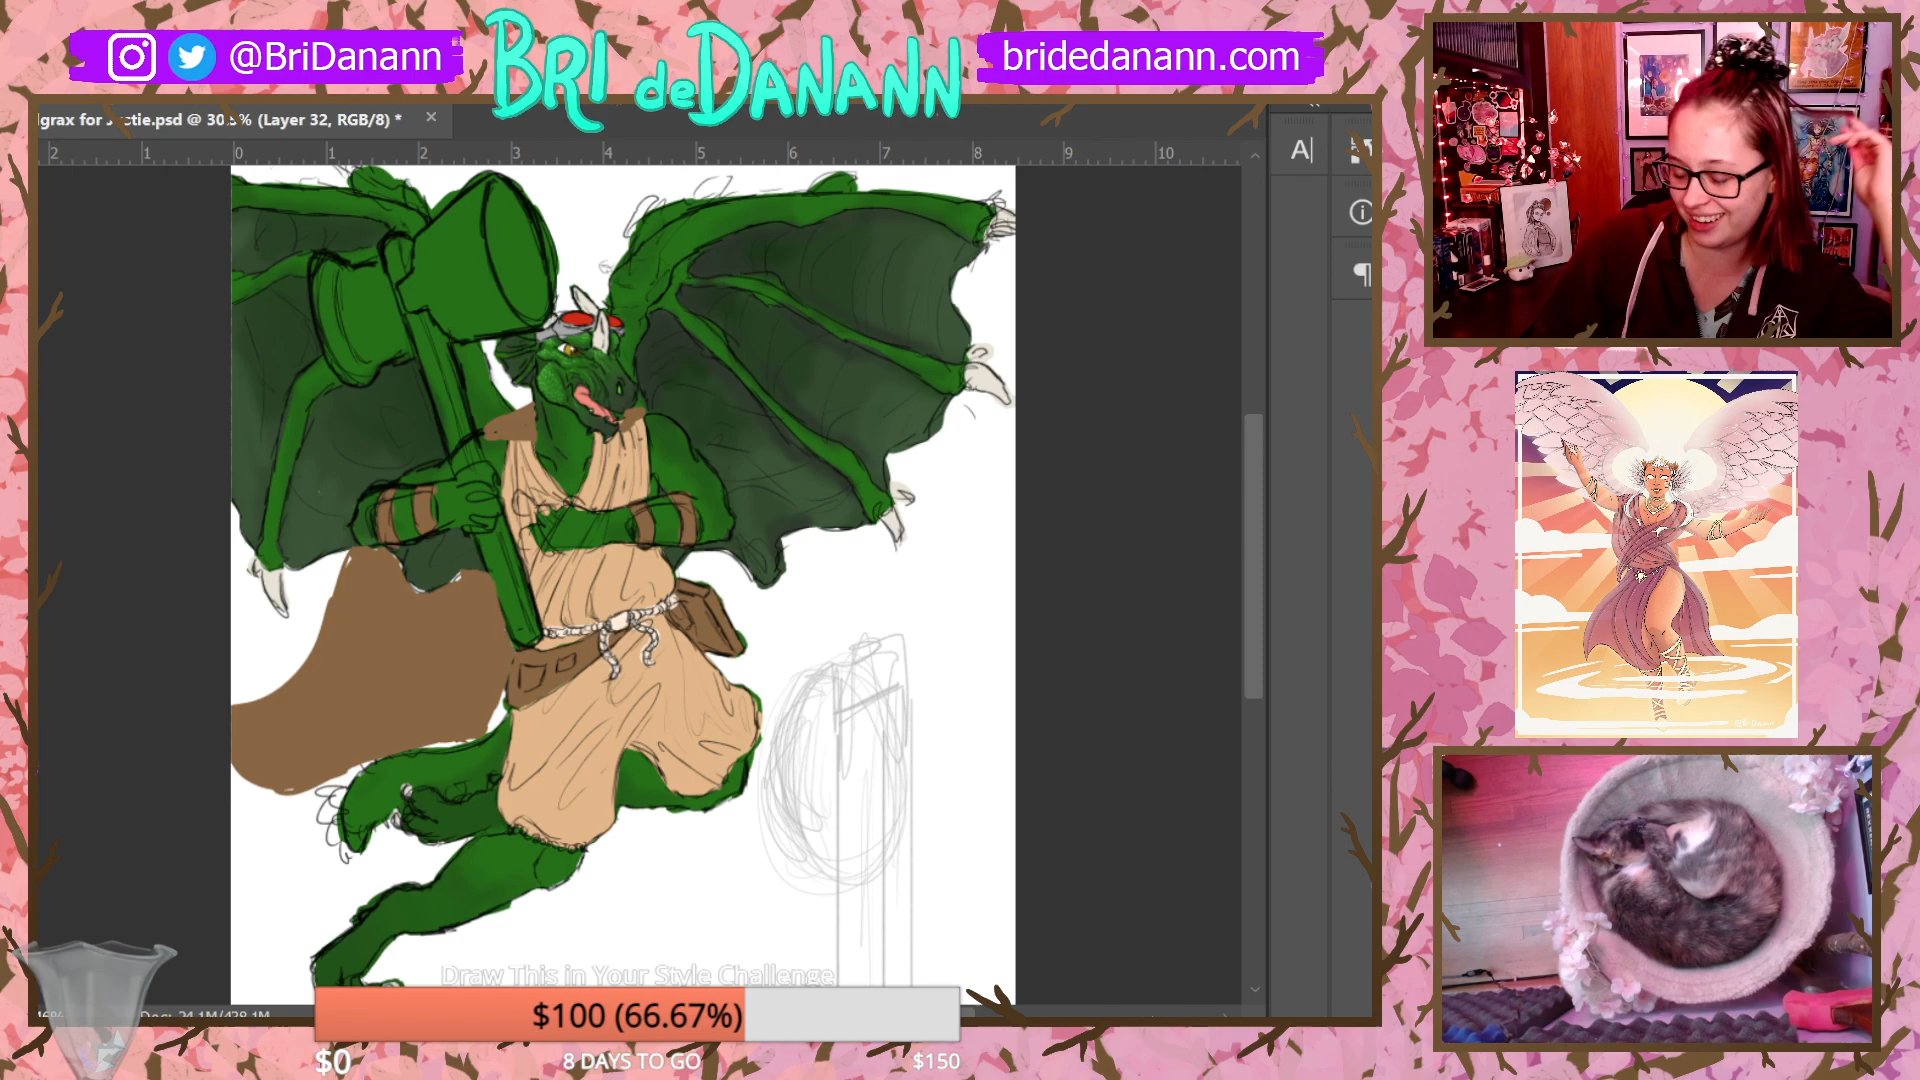 @BriDanann
BRI deDANANN
bridedanann.com
lgrax for
ctie.psd @ 30.5% (Layer 32, RGB/8) *
2 1 0 1 2 3 4 5 6 7 8 9 10
A|
Draw This in Your Style Challenge
$100 (66.67%)
$0
8 DAYS TO GO
$150